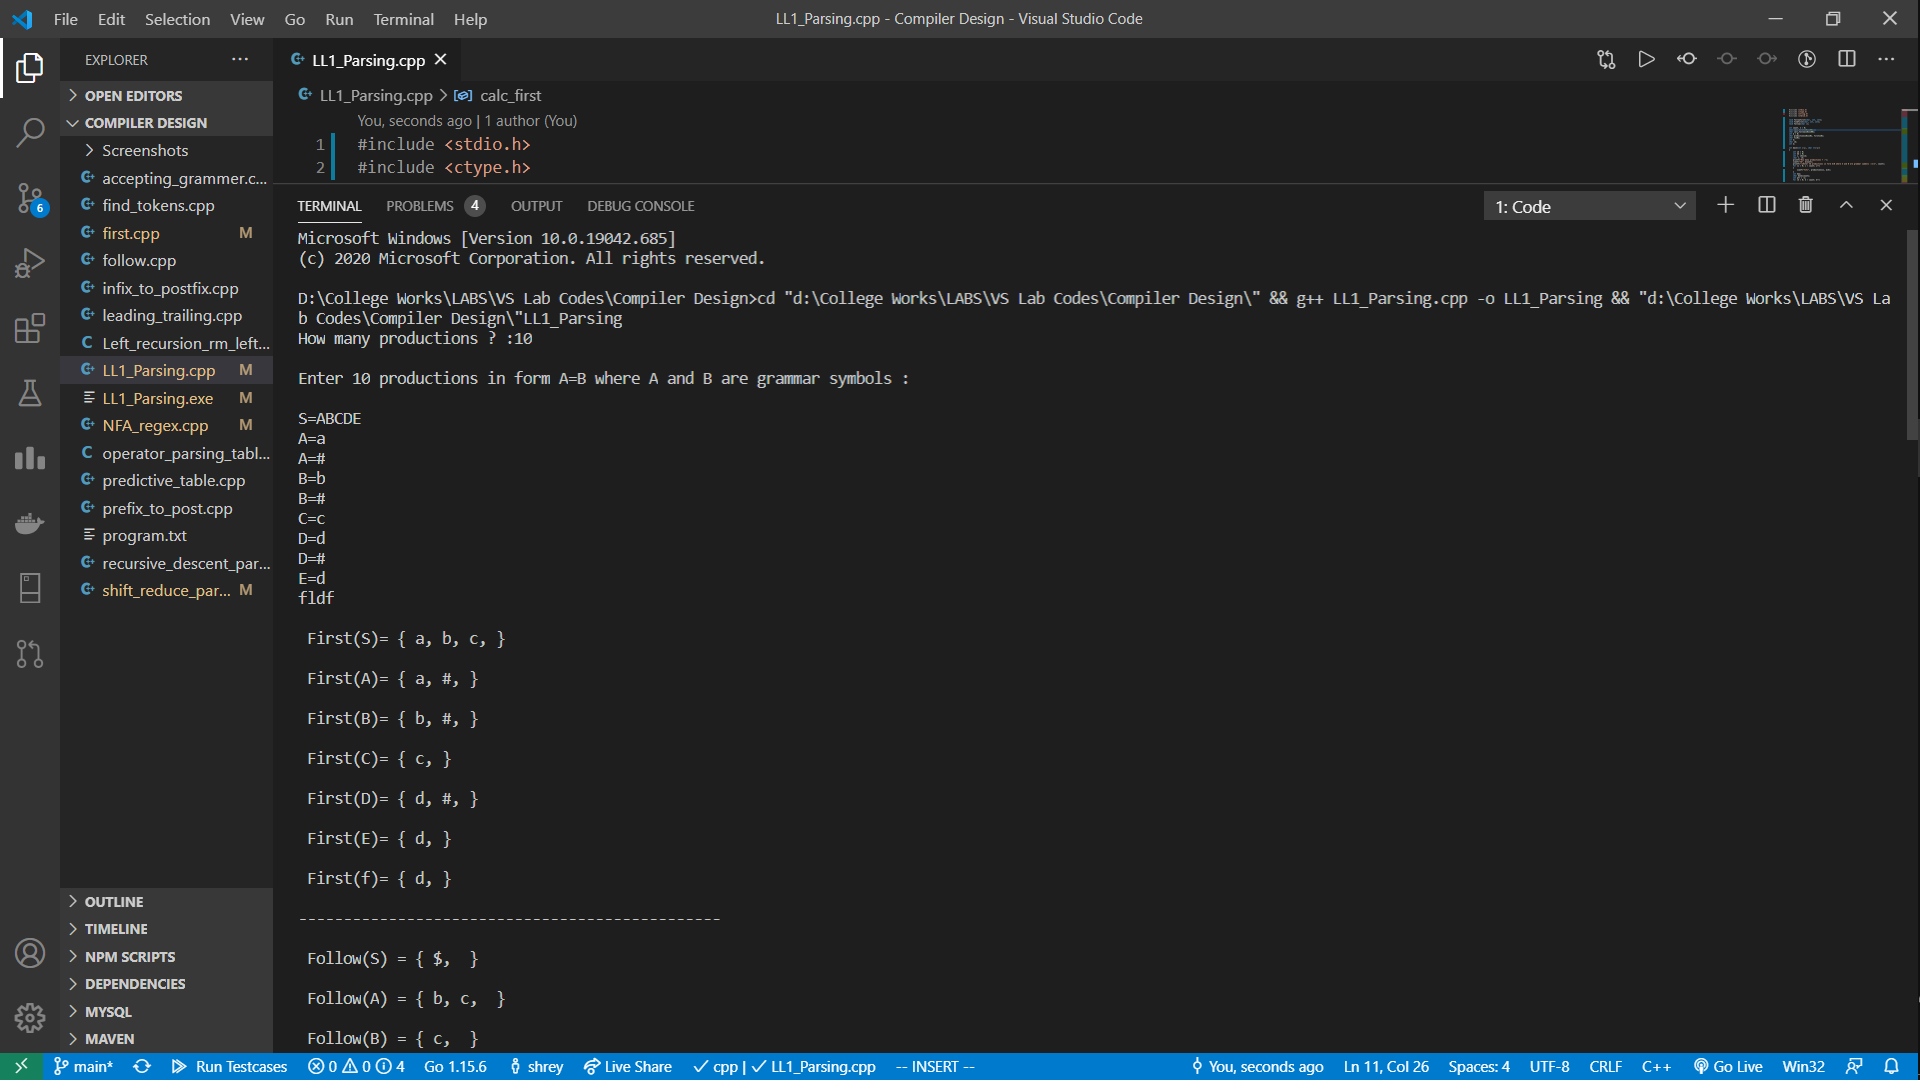 File Edit Selection View Go Run Terminal Help
LL1_Parsing.cpp - Compiler Design - Visual Studio Code
EXPLORER
OPEN EDITORS
COMPILER DESIGN
Screenshots
accepting_grammer.c...
find_tokens.cpp
first.cpp M
follow.cpp
infix_to_postfix.cpp
leading_trailing.cpp
Left_recursion_rm_left...
LL1_Parsing.cpp M
LL1_Parsing.exe M
NFA_regex.cpp M
operator_parsing_tabl...
predictive_table.cpp
prefix_to_post.cpp
program.txt
recursive_descent_par...
shift_reduce_par... M
OUTLINE
TIMELINE
NPM SCRIPTS
DEPENDENCIES
MYSQL
MAVEN
6
LL1_Parsing.cpp
LL1_Parsing.cpp > calc_first
You, seconds ago | 1 author (You)
1 #include <stdio.h>
2 #include <ctype.h>
TERMINAL PROBLEMS 4 OUTPUT DEBUG CONSOLE
1: Code
Microsoft Windows [Version 10.0.19042.685]
(c) 2020 Microsoft Corporation. All rights reserved.
D:\College Works\LABS\VS Lab Codes\Compiler Design>cd "d:\College Works\LABS\VS Lab Codes\Compiler Design\" && g++ LL1_Parsing.cpp -o LL1_Parsing && "d:\College Works\LABS\VS La
b Codes\Compiler Design\"LL1_Parsing
How many productions ? :10
Enter 10 productions in form A=B where A and B are grammar symbols :
S=ABCDE
A=a
A=#
B=b
B=#
C=c
D=d
D=#
E=d
fldf
First(S)= { a, b, c, }
First(A)= { a, #, }
First(B)= { b, #, }
First(C)= { c, }
First(D)= { d, #, }
First(E)= { d, }
First(f)= { d, }
-----------------------------------------------
Follow(S) = { $,  }
Follow(A) = { b, c,  }
Follow(B) = { c,  }
main* Run Testcases 0 0 4 Go 1.15.6 shrey Live Share cpp | LL1_Parsing.cpp -- INSERT -- You, seconds ago Ln 11, Col 26 Spaces: 4 UTF-8 CRLF C++ Go Live Win32